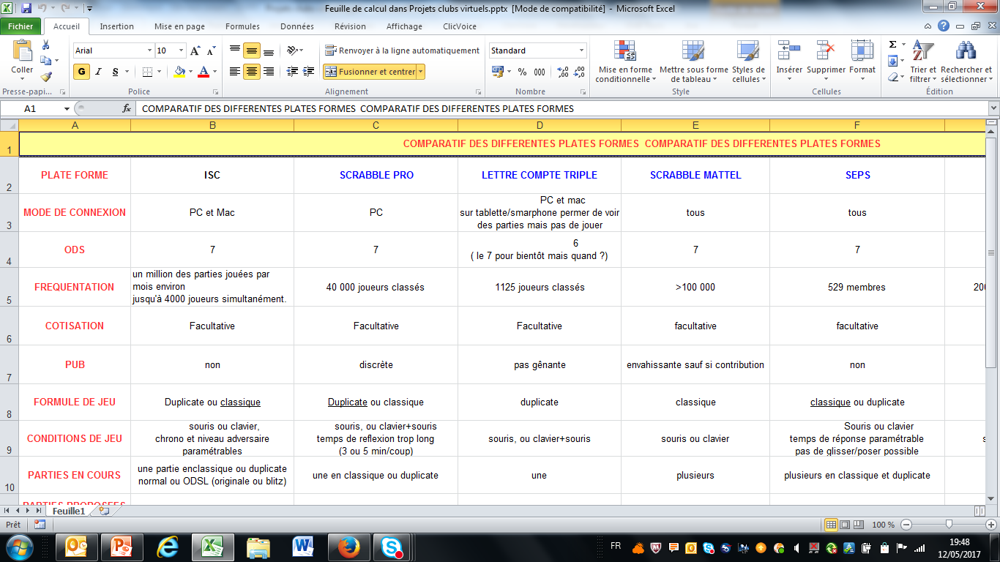 Feuille de calcul dans Projets clubs virtuels.pptx [Mode de compatibilité] - Microsoft Excel
Fichier Accueil Insertion Mise en page Formules Données Révision Affichage ClicVoice
Coller
Presse-papi...
Arial 10
G I S
Police
Renvoyer à la ligne automatiquement
Fusionner et centrer
Alignement
Standard
% 000
Nombre
Mise en forme conditionnelle
Mettre sous forme de tableau
Styles de cellules
Style
Insérer Supprimer Format
Cellules
Trier et filtrer
Rechercher et sélectionner
Édition
A1 fx COMPARATIF DES DIFFERENTES PLATES FORMES COMPARATIF DES DIFFERENTES PLATES FORMES
A B C D E F
1 COMPARATIF DES DIFFERENTES PLATES FORMES COMPARATIF DES DIFFERENTES PLATES FORMES
2 PLATE FORME ISC SCRABBLE PRO LETTRE COMPTE TRIPLE SCRABBLE MATTEL SEPS
3 MODE DE CONNEXION PC et Mac PC
PC et mac
sur tablette/smarphone permer de voir
des parties mais pas de jouer
tous tous
4 ODS 7 7
6
( le 7 pour bientôt mais quand ?)
7 7
5 FREQUENTATION
un million des parties jouées par
mois environ
jusqu'à 4000 joueurs simultanément.
40 000 joueurs classés 1125 joueurs classés >100 000 529 membres 200
6 COTISATION Facultative Facultative Facultative facultative facultative
7 PUB non discrète pas gênante envahissante sauf si contribution non
8 FORMULE DE JEU Duplicate ou classique Duplicate ou classique duplicate classique classique ou duplicate
9 CONDITIONS DE JEU
souris ou clavier,
chrono et niveau adversaire
paramétrables
souris, ou clavier+souris
temps de reflexion trop long
(3 ou 5 min/coup)
souris, ou clavier+souris souris ou clavier
Souris ou clavier
temps de réponse paramétrable
pas de glisser/poser possible
s
10 PARTIES EN COURS
une partie enclassique ou duplicate
normal ou ODSL (originale ou blitz)
une en classique ou duplicate une plusieurs plusieurs en classique et duplicate
PARTIES PROPOSEES
Feuille1
Prêt 100 %
FR 19:48
12/05/2017